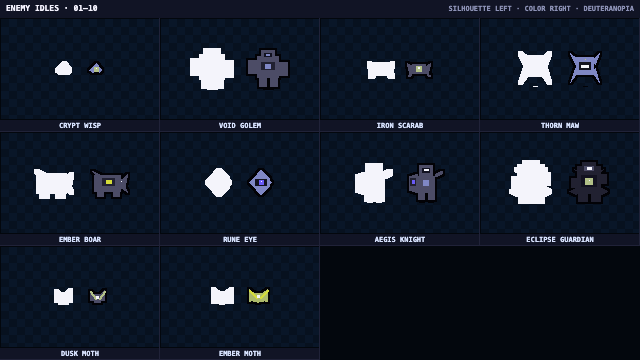 ENEMY IDLES · 01–10
SILHOUETTE LEFT · COLOR RIGHT · DEUTERANOPIA
CRYPT WISP
VOID GOLEM
IRON SCARAB
THORN MAW
EMBER BOAR
RUNE EYE
AEGIS KNIGHT
ECLIPSE GUARDIAN
DUSK MOTH
EMBER MOTH